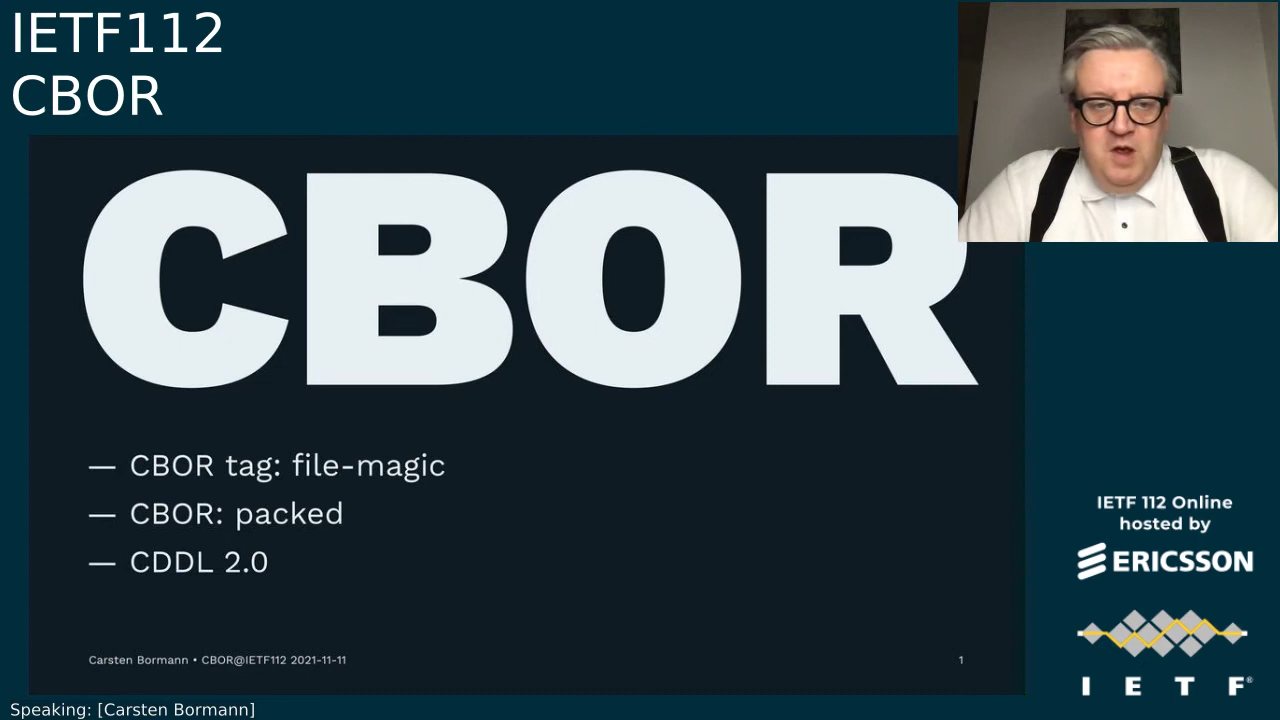 IETF112
CBOR
CBOR
— CBOR tag: file-magic
— CBOR: packed
— CDDL 2.0
Carsten Bormann • CBOR@IETF112 2021-11-11
1
IETF 112 Online
hosted by
ERICSSON
I E T F®
Speaking: [Carsten Bormann]